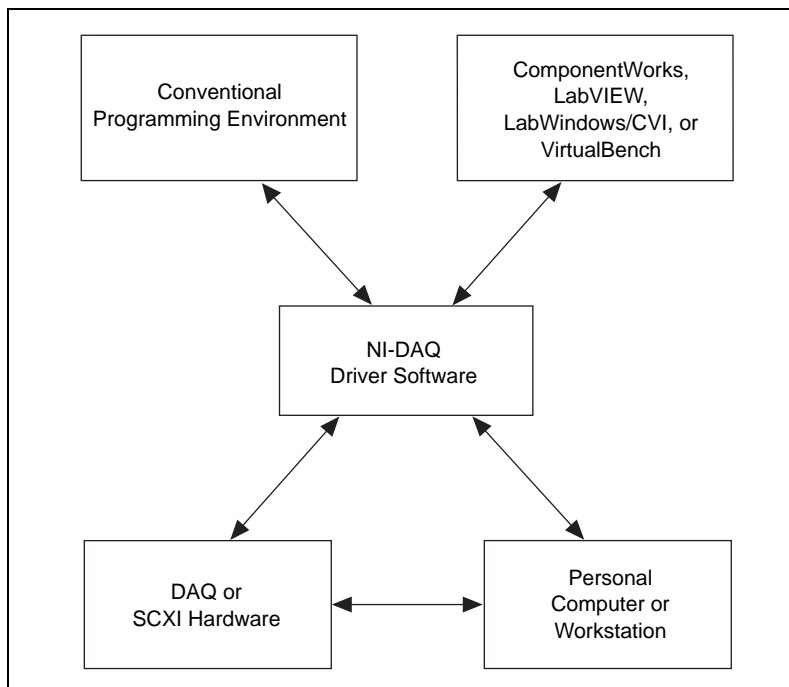 Conventional
Programming Environment
ComponentWorks,
LabVIEW,
LabWindows/CVI, or
VirtualBench
NI-DAQ
Driver Software
DAQ or
SCXI Hardware
Personal
Computer or
Workstation